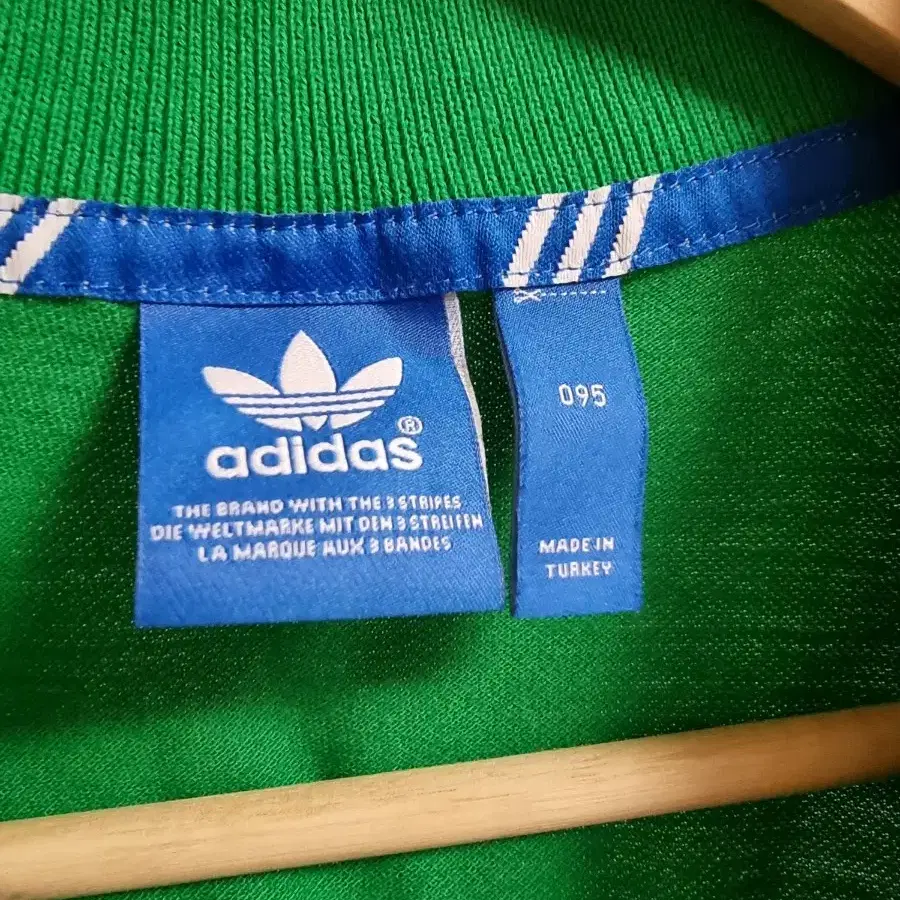 adidas®
THE BRAND WITH THE 3 STRIPES
DIE WELTMARKE MIT DEN 3 STREIFEN
LA MARQUE AUX 3 BANDES
095
MADE IN
TURKEY